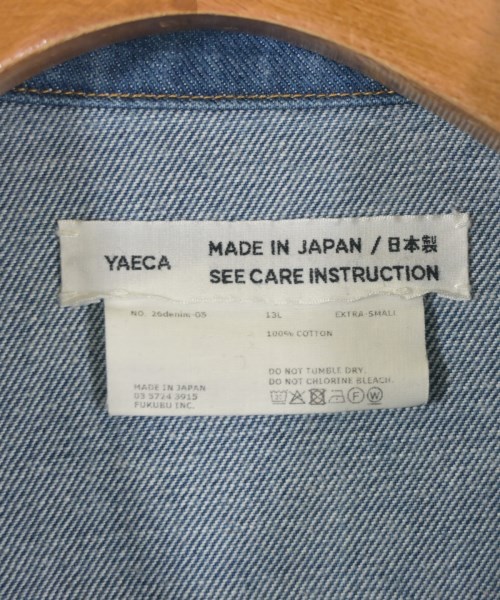 YAECA MADE IN JAPAN / 日本製
SEE CARE INSTRUCTION
NO. 26denim-GS 13L EXTRA-SMALL
100% COTTON
DO NOT TUMBLE DRY.
DO NOT CHLORINE BLEACH.
MADE IN JAPAN
03 5724 3915
FUKUBU INC.
F W